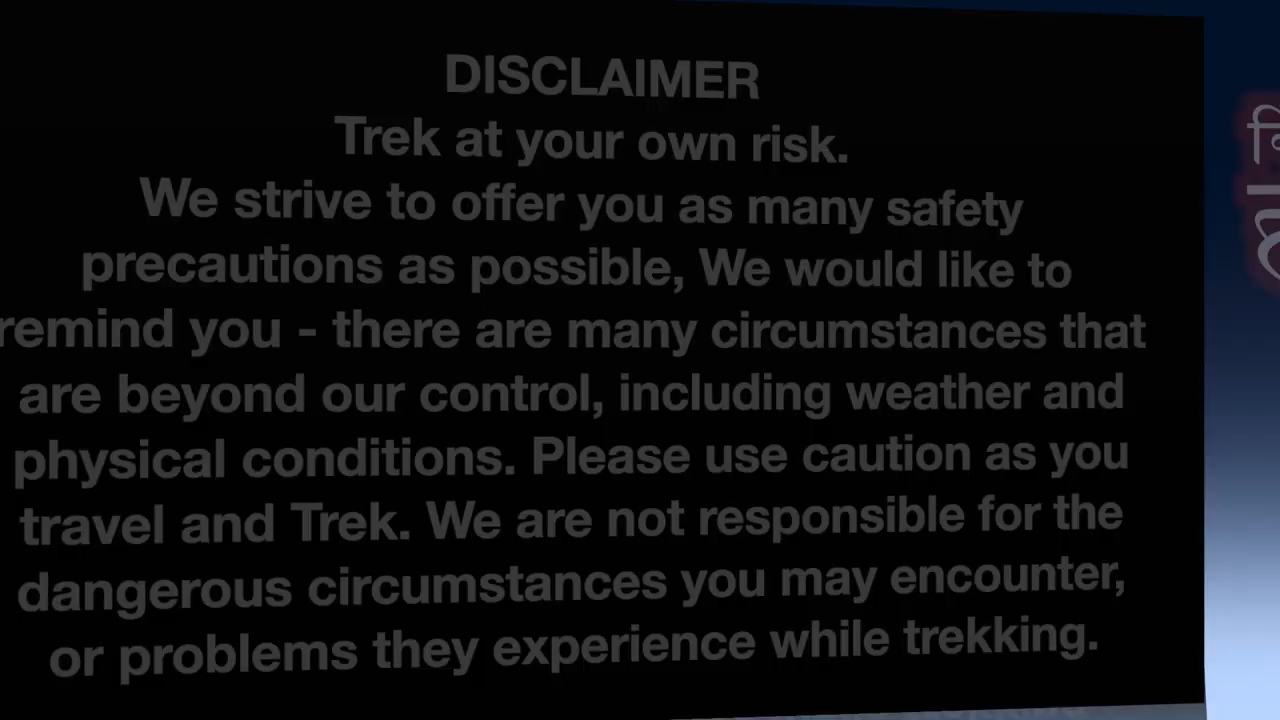 DISCLAIMER
Trek at your own risk.
We strive to offer you as many safety
precautions as possible, We would like to
remind you - there are many circumstances that
are beyond our control, including weather and
physical conditions. Please use caution as you
travel and Trek. We are not responsible for the
dangerous circumstances you may encounter,
or problems they experience while trekking.